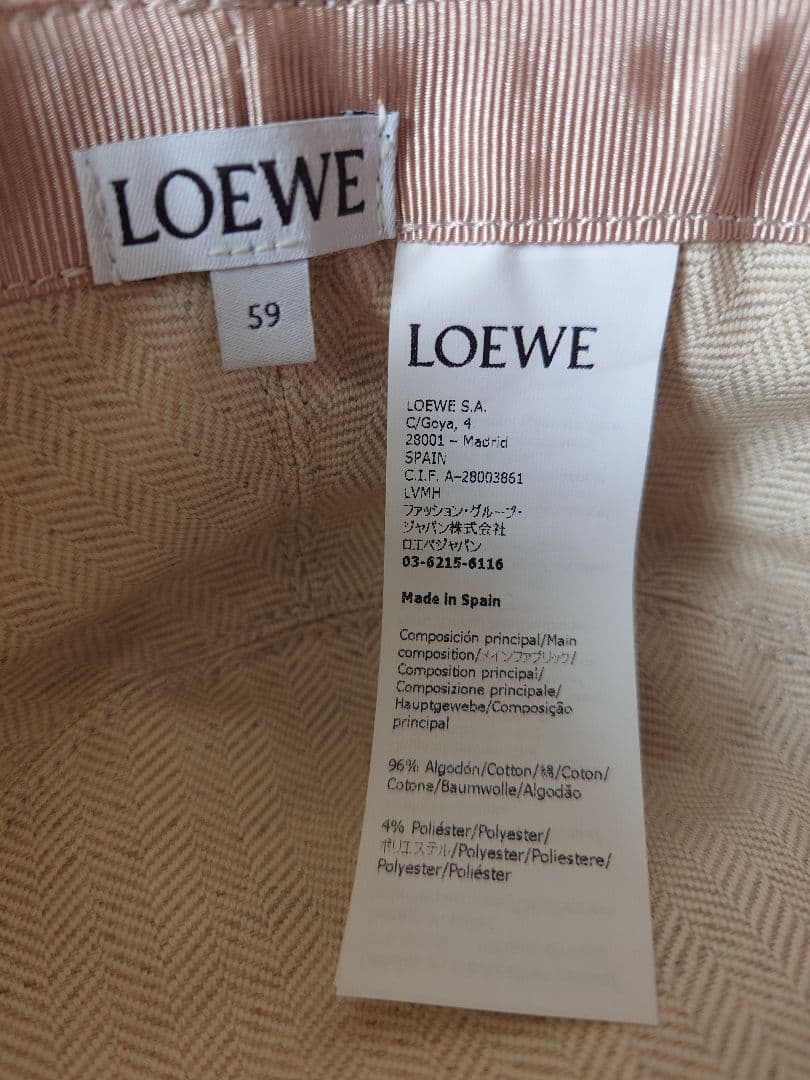 LOEWE
59
LOEWE
LOEWE S.A.
C/Goya, 4
28001 - Madrid
SPAIN
C.I.F. A-28003861
LVMH
ファッション・グループ・
ジャパン株式会社
ロエベジャパン
03-6215-6116
Made in Spain
Composición principal/Main
composition/メインファブリック/
Composition principal/
Composizione principale/
Hauptgewebe/Composição
principal
96% Algodón/Cotton/綿/Coton/
Cotone/Baumwolle/Algodão
4% Poliéster/Polyester/
ポリエステル/Polyester/Poliestere/
Polyester/Poliéster